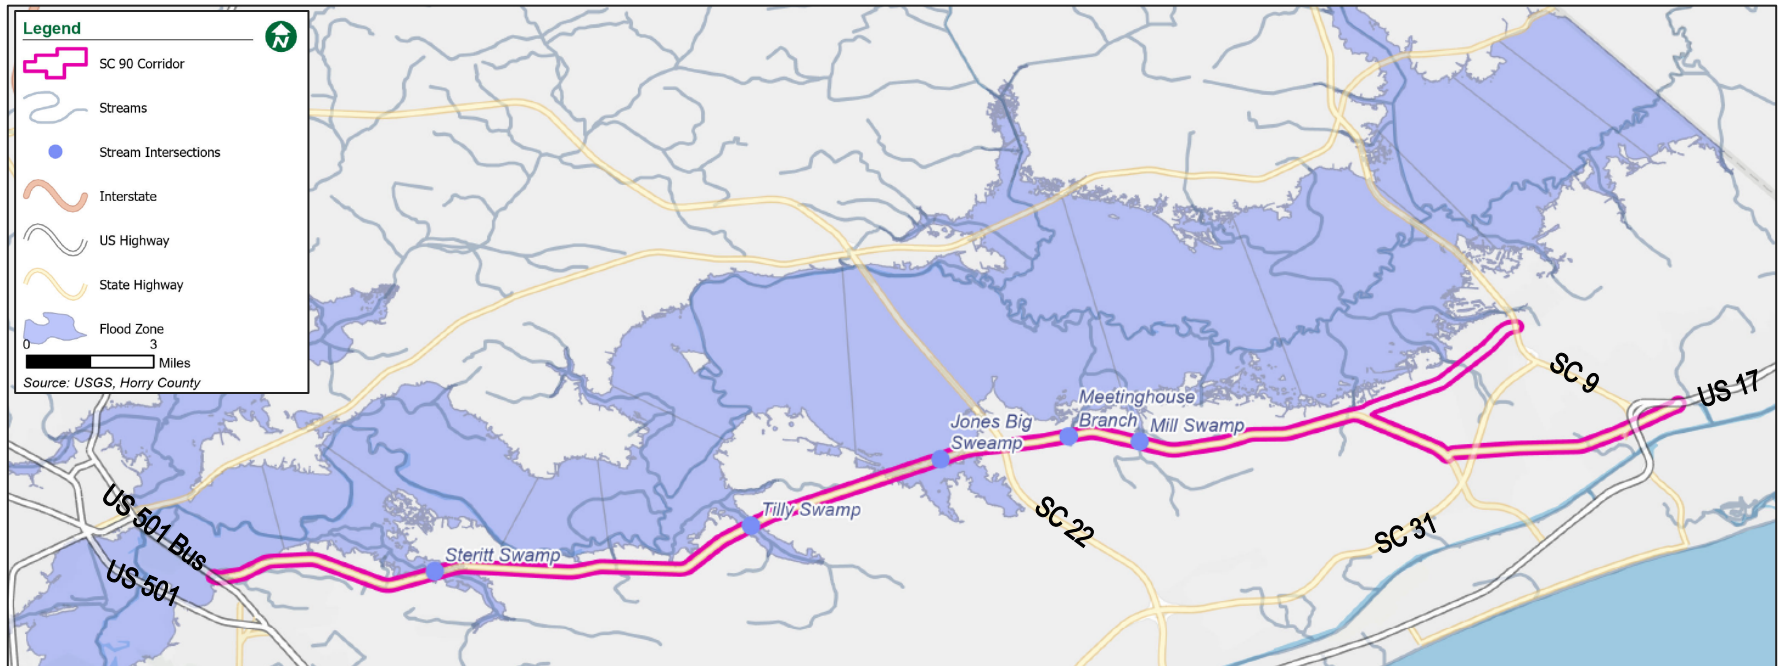 Legend
N
SC 90 Corridor
Streams
Stream Intersections
Interstate
US Highway
State Highway
Flood Zone
0 3
Miles
Source: USGS, Horry County
US 501 Bus
US 501
Steritt Swamp
Tilly Swamp
Jones Big
Sweamp
Meetinghouse
Branch
Mill Swamp
SC 22
SC 31
SC 9
US 17